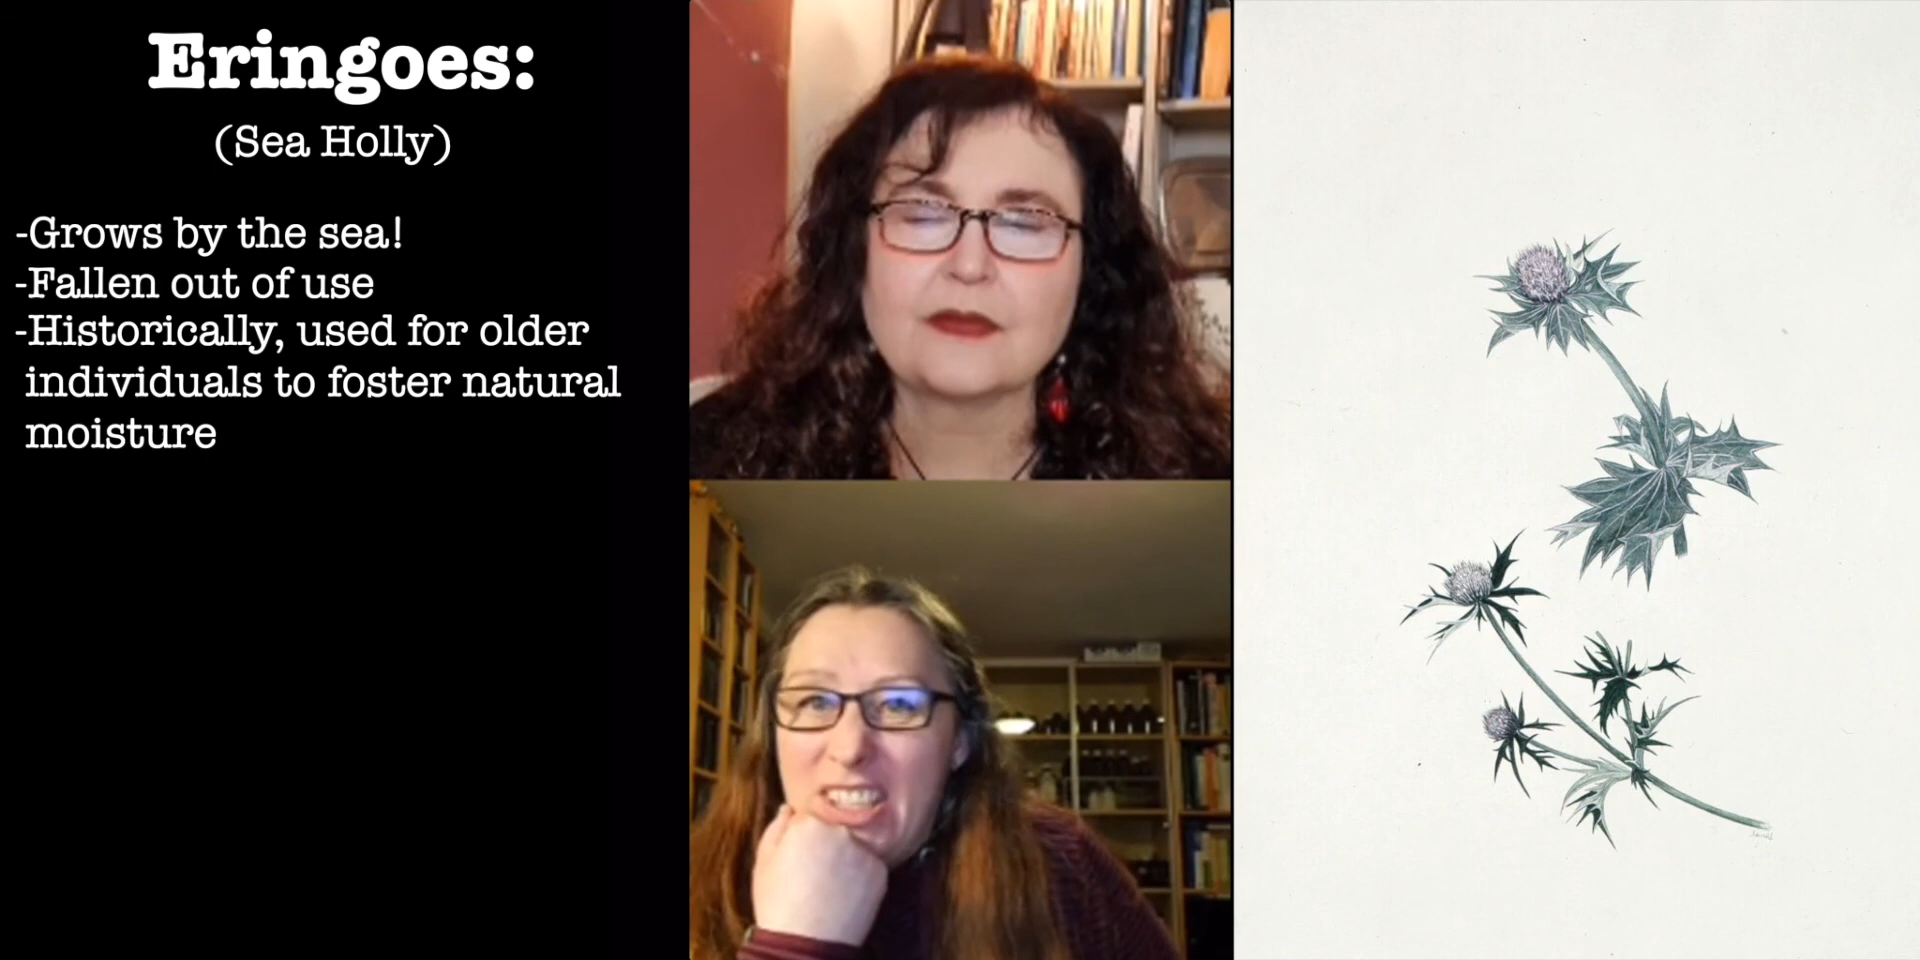 Eringoes:
(Sea Holly)
-Grows by the sea!
-Fallen out of use
-Historically, used for older
individuals to foster natural
moisture